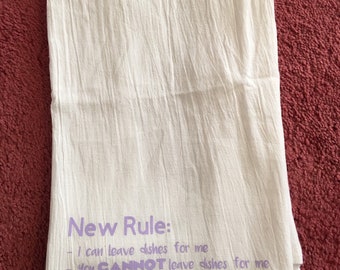 New Rule:
- I can leave dishes for me
- You CANNOT leave dishes for me